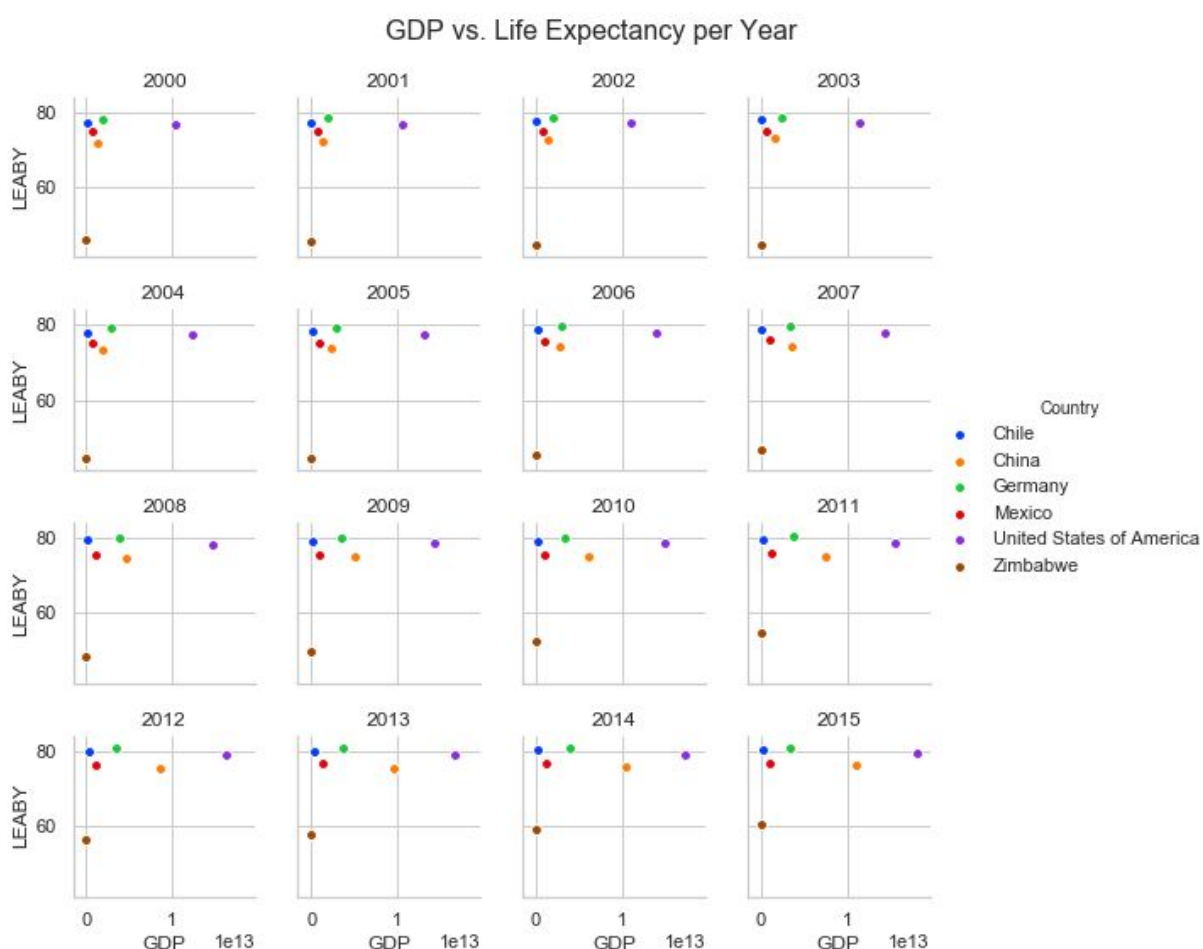 GDP vs. Life Expectancy per Year
2000 2001 2002 2003
80
60
LEABY
2004 2005 2006 2007
80
60
LEABY
Country
Chile
China
Germany
Mexico
United States of America
Zimbabwe
2008 2009 2010 2011
80
60
LEABY
2012 2013 2014 2015
80
60
LEABY
0 1 0 1 0 1 0 1
GDP 1e13 GDP 1e13 GDP 1e13 GDP 1e13